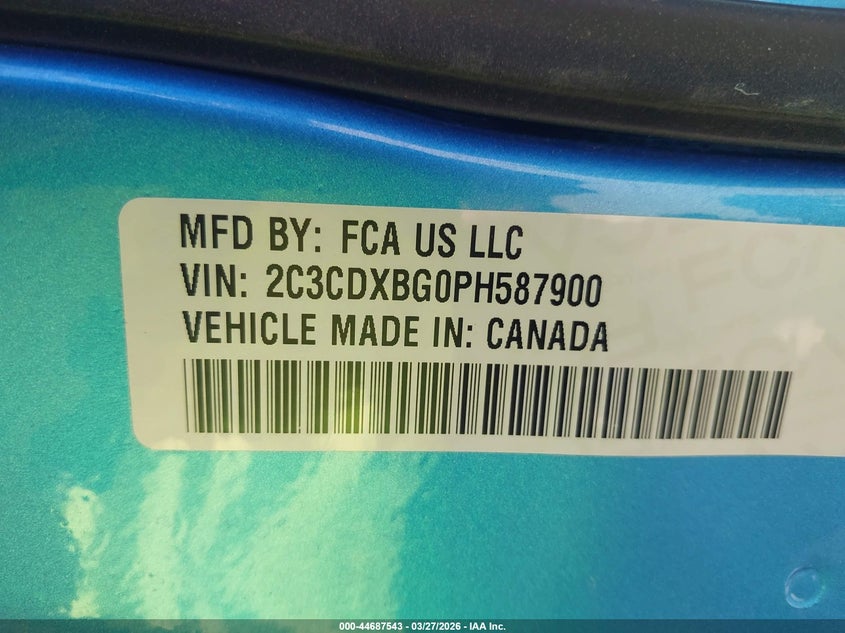 MFD BY: FCA US LLC
VIN: 2C3CDXBG0PH587900
VEHICLE MADE IN: CANADA
000-44687543 — 03/27/2026 — IAA Inc.